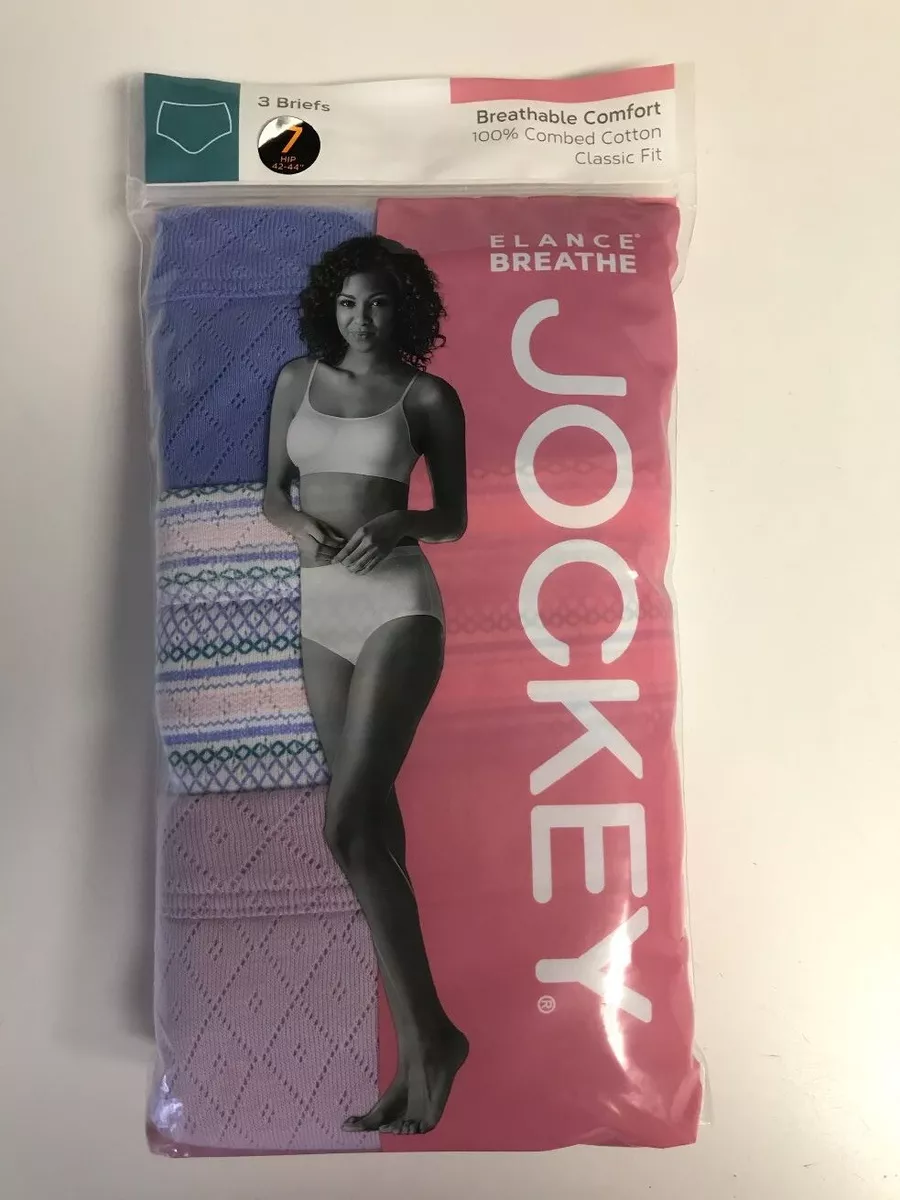 3 Briefs
7
HIP
42-44"
Breathable Comfort
100% Combed Cotton
Classic Fit
ELANCE®
BREATHE
JOCKEY®